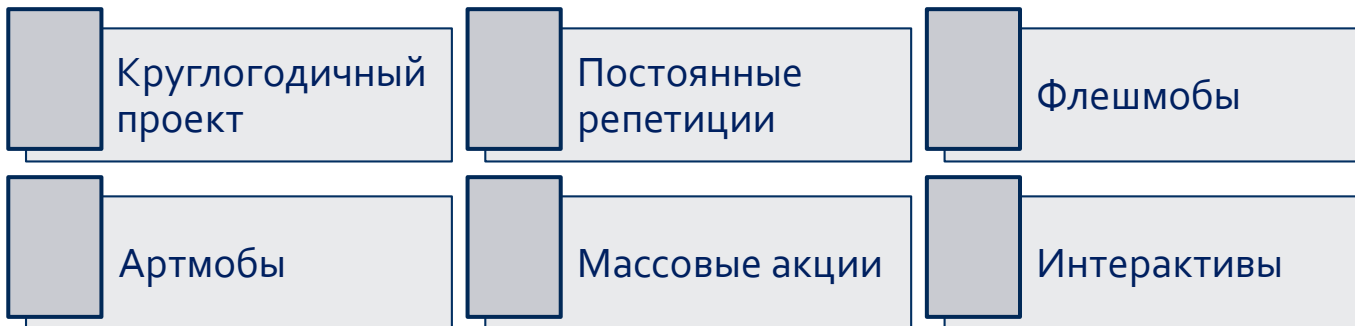 Круглогодичный
проект
Постоянные
репетиции
Флешмобы
Артмобы
Массовые акции
Интерактивы